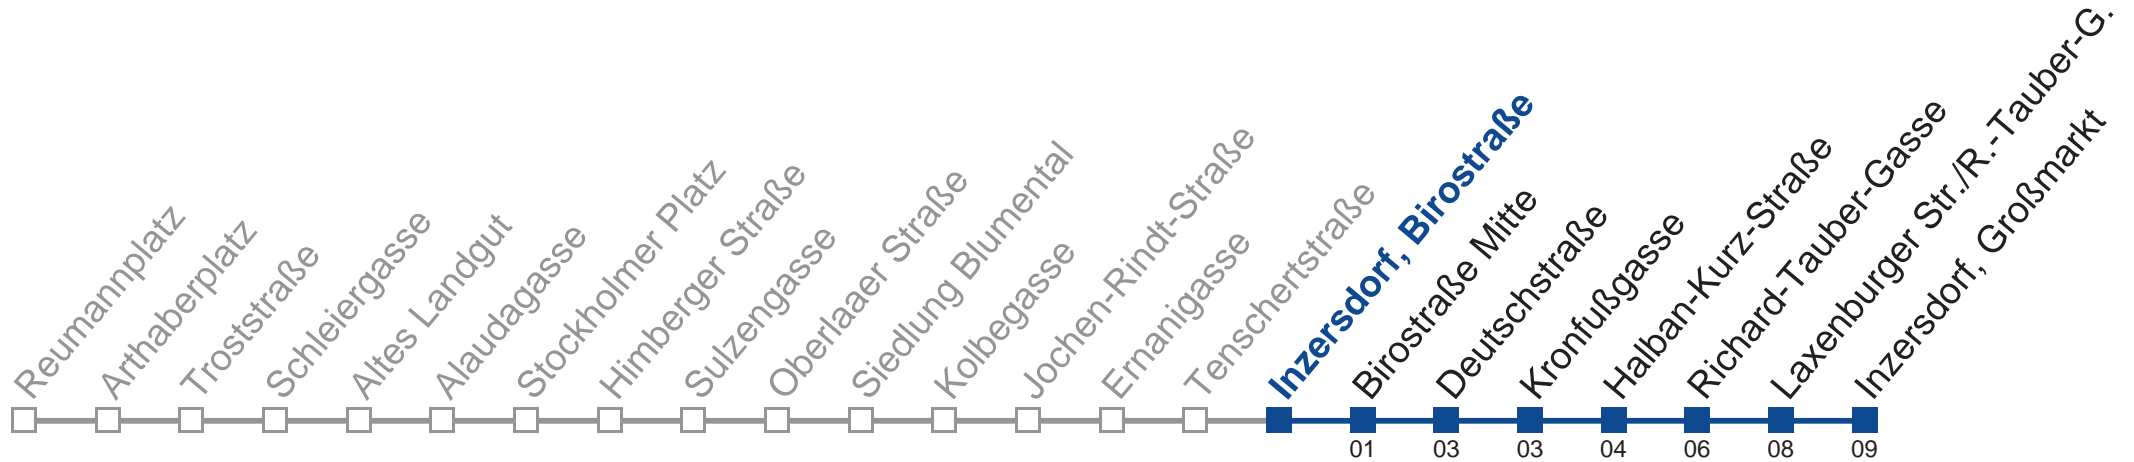 Reumannplatz
Arthaberplatz
Troststraße
Schleiergasse
Altes Landgut
Alaudagasse
Stockholmer Platz
Himberger Straße
Sulzengasse
Oberlaaer Straße
Siedlung Blumental
Kolbegasse
Jochen-Rindt-Straße
Ernanigasse
Tenschertstraße
Inzersdorf, Birostraße
Birostraße Mitte
Deutschstraße
Kronfußgasse
Halban-Kurz-Straße
Richard-Tauber-Gasse
Laxenburger Str./R.-Tauber-G.
Inzersdorf, Großmarkt
01 03 03 04 06 08 09